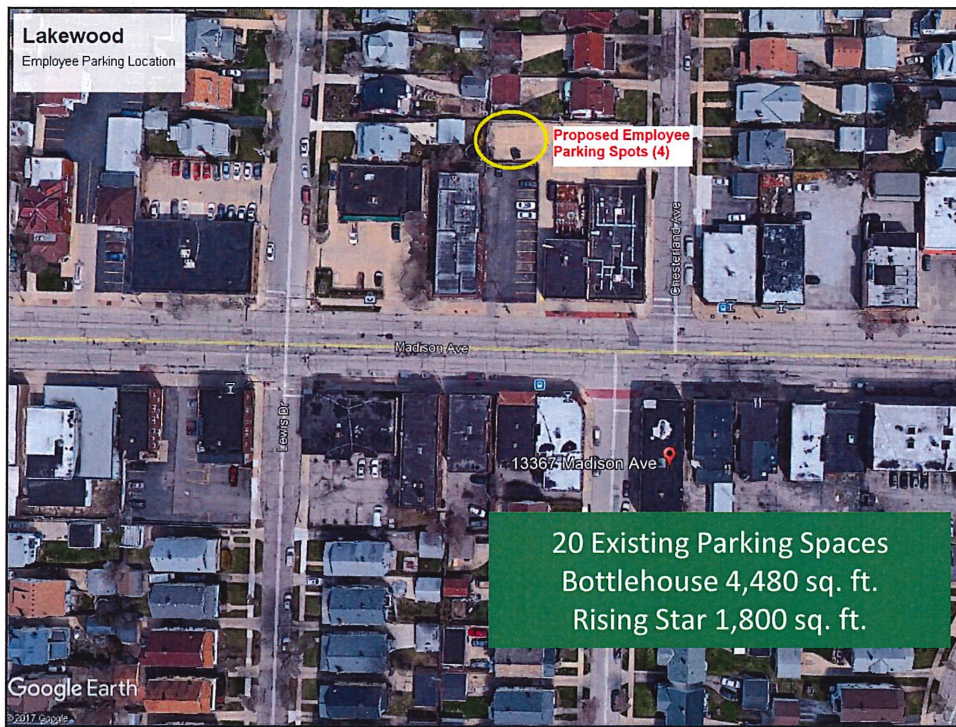 Lakewood
Employee Parking Location
Proposed Employee
Parking Spots (4)
Chesterland Ave
Madison Ave
Lewis Dr
13367 Madison Ave
20 Existing Parking Spaces
Bottlehouse 4,480 sq. ft.
Rising Star 1,800 sq. ft.
Google Earth
©2017 Google